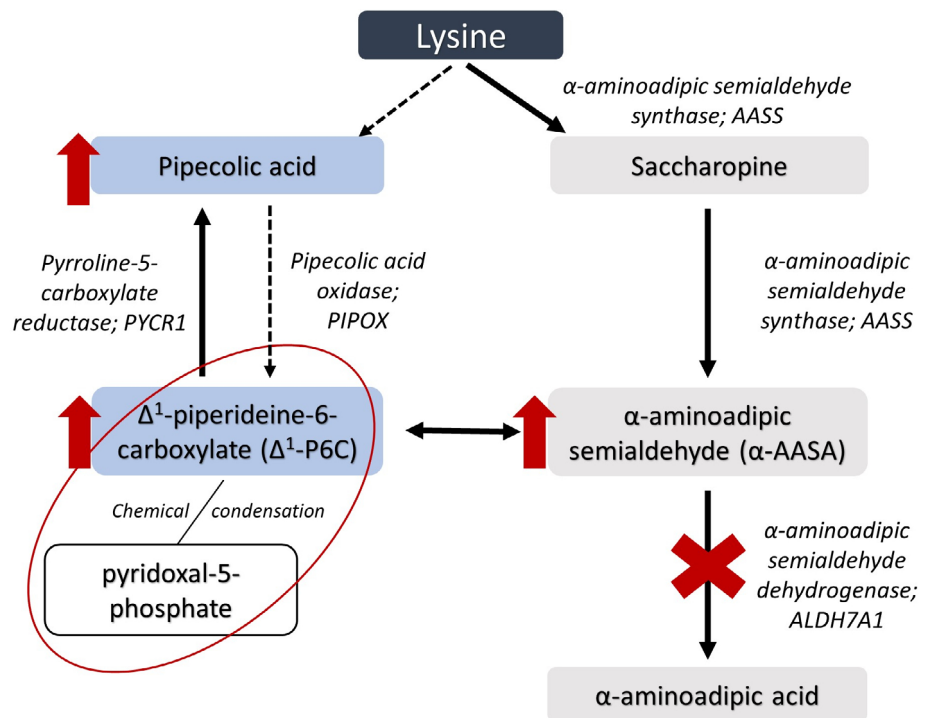 Lysine
α-aminoadipic semialdehyde
synthase; AASS
Pipecolic acid
Saccharopine
Pyrroline-5-
carboxylate
reductase; PYCR1
Pipecolic acid
oxidase;
PIPOX
α-aminoadipic
semialdehyde
synthase; AASS
Δ¹-piperideine-6-
carboxylate (Δ¹-P6C)
α-aminoadipic
semialdehyde (α-AASA)
Chemical condensation
pyridoxal-5-
phosphate
α-aminoadipic
semialdehyde
dehydrogenase;
ALDH7A1
α-aminoadipic acid